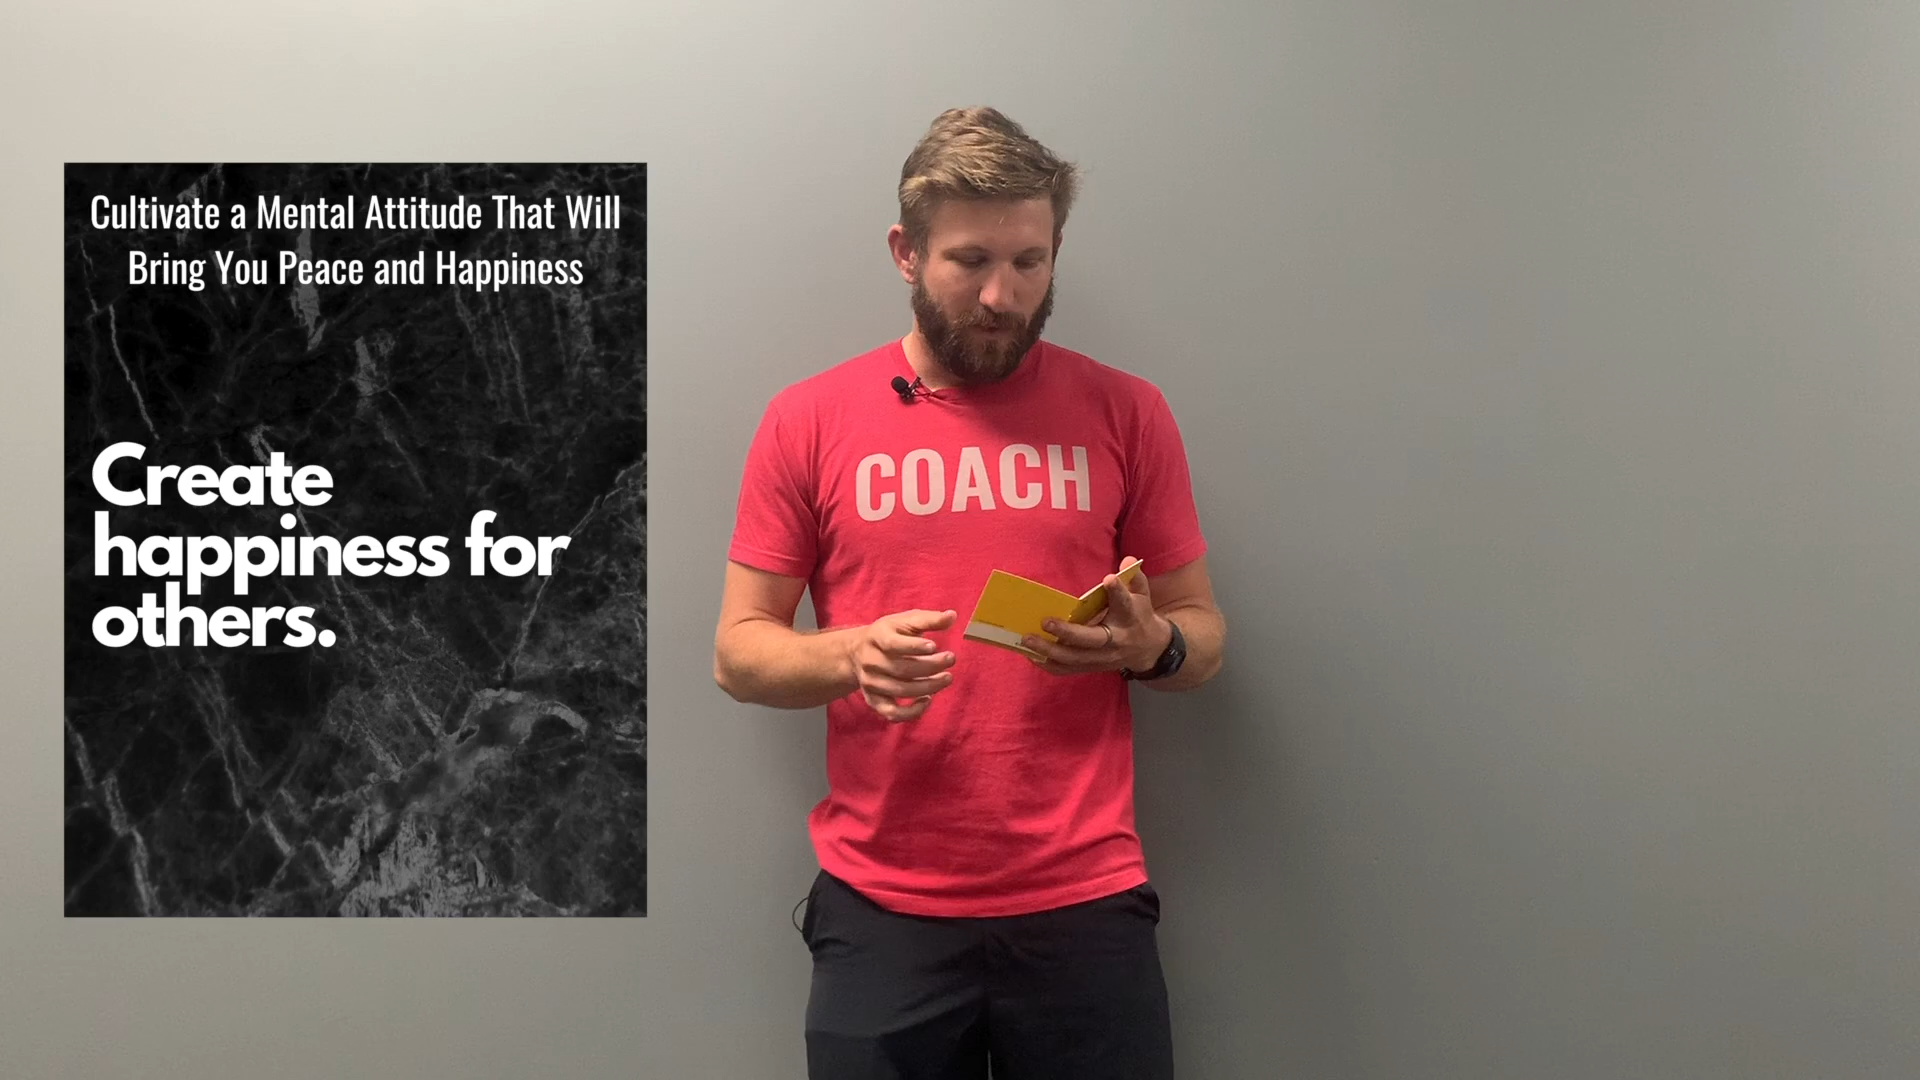 Cultivate a Mental Attitude That Will
Bring You Peace and Happiness
Create
happiness for
others.
COACH